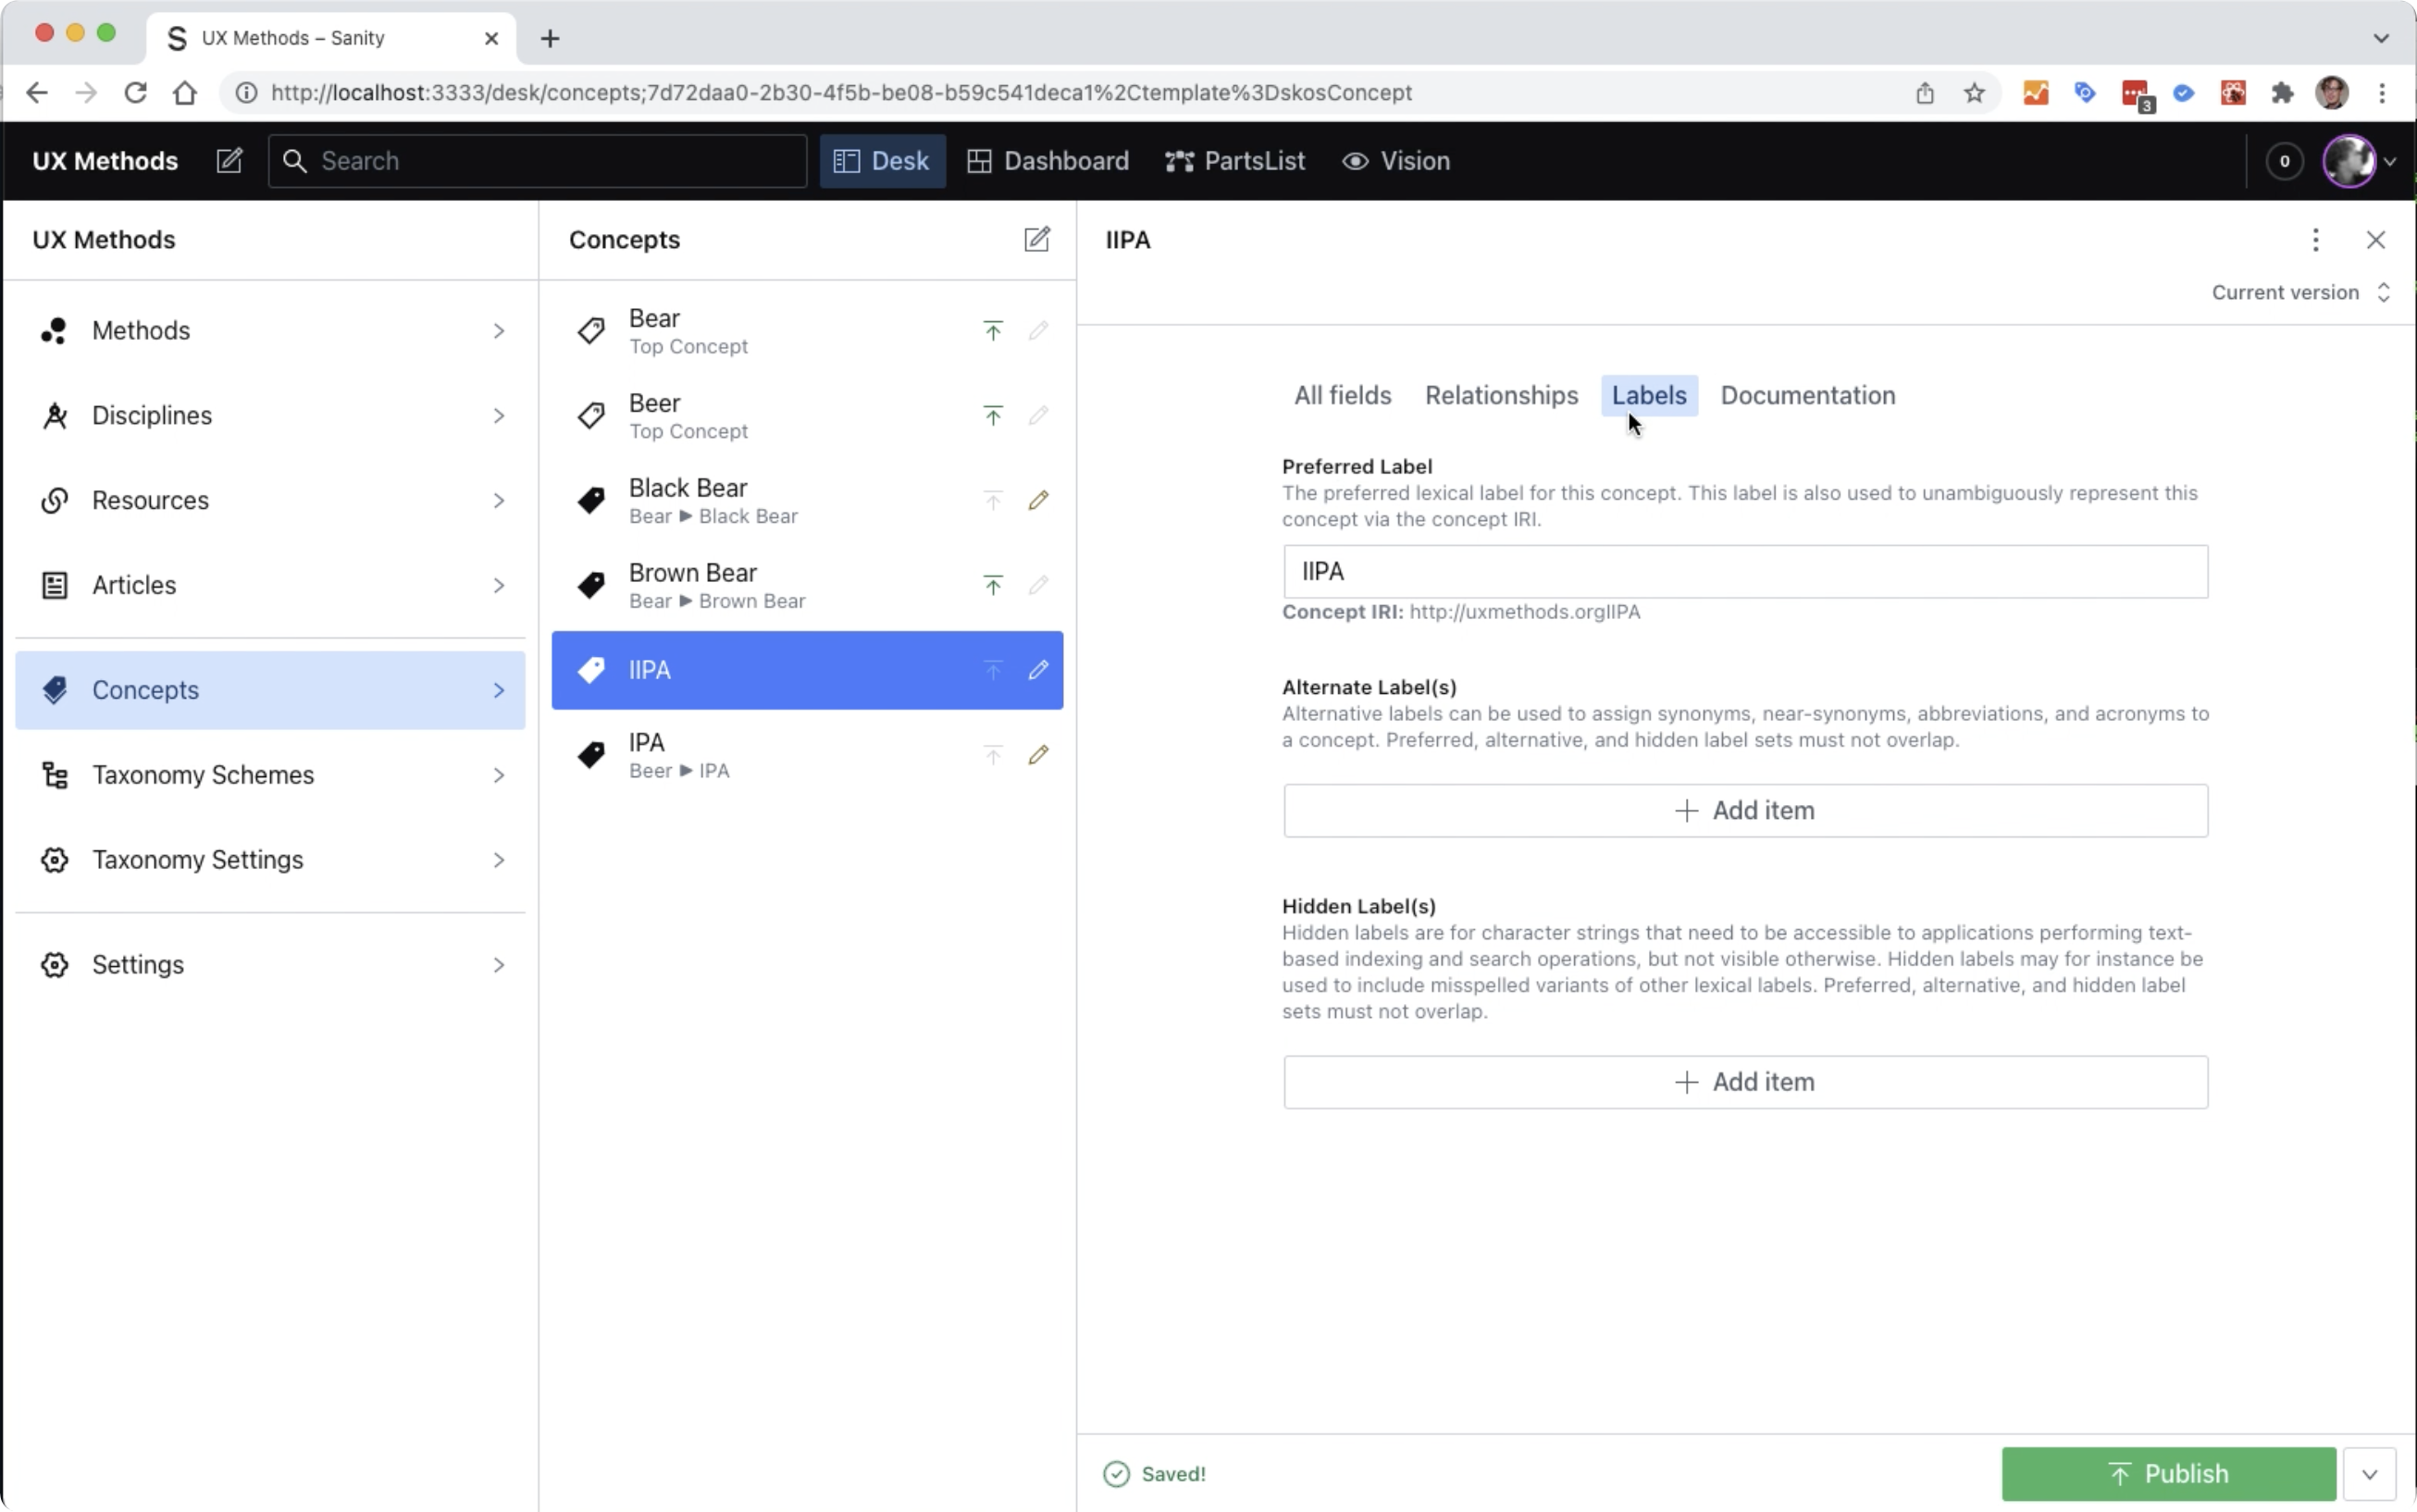 UX Methods – Sanity
http://localhost:3333/desk/concepts;7d72daa0-2b30-4f5b-be08-b59c541deca1%2Ctemplate%3DskosConcept
3
UX Methods
Search
Desk
Dashboard
PartsList
Vision
0
UX Methods
Methods
Disciplines
Resources
Articles
Concepts
Taxonomy Schemes
Taxonomy Settings
Settings
Concepts
Bear
Top Concept
Beer
Top Concept
Black Bear
Bear ▶ Black Bear
Brown Bear
Bear ▶ Brown Bear
IIPA
IPA
Beer ▶ IPA
IIPA
Current version
All fields
Relationships
Labels
Documentation
Preferred Label
The preferred lexical label for this concept. This label is also used to unambiguously represent this
concept via the concept IRI.
IIPA
Concept IRI: http://uxmethods.orgIIPA
Alternate Label(s)
Alternative labels can be used to assign synonyms, near-synonyms, abbreviations, and acronyms to
a concept. Preferred, alternative, and hidden label sets must not overlap.
Add item
Hidden Label(s)
Hidden labels are for character strings that need to be accessible to applications performing text-
based indexing and search operations, but not visible otherwise. Hidden labels may for instance be
used to include misspelled variants of other lexical labels. Preferred, alternative, and hidden label
sets must not overlap.
Add item
Saved!
Publish